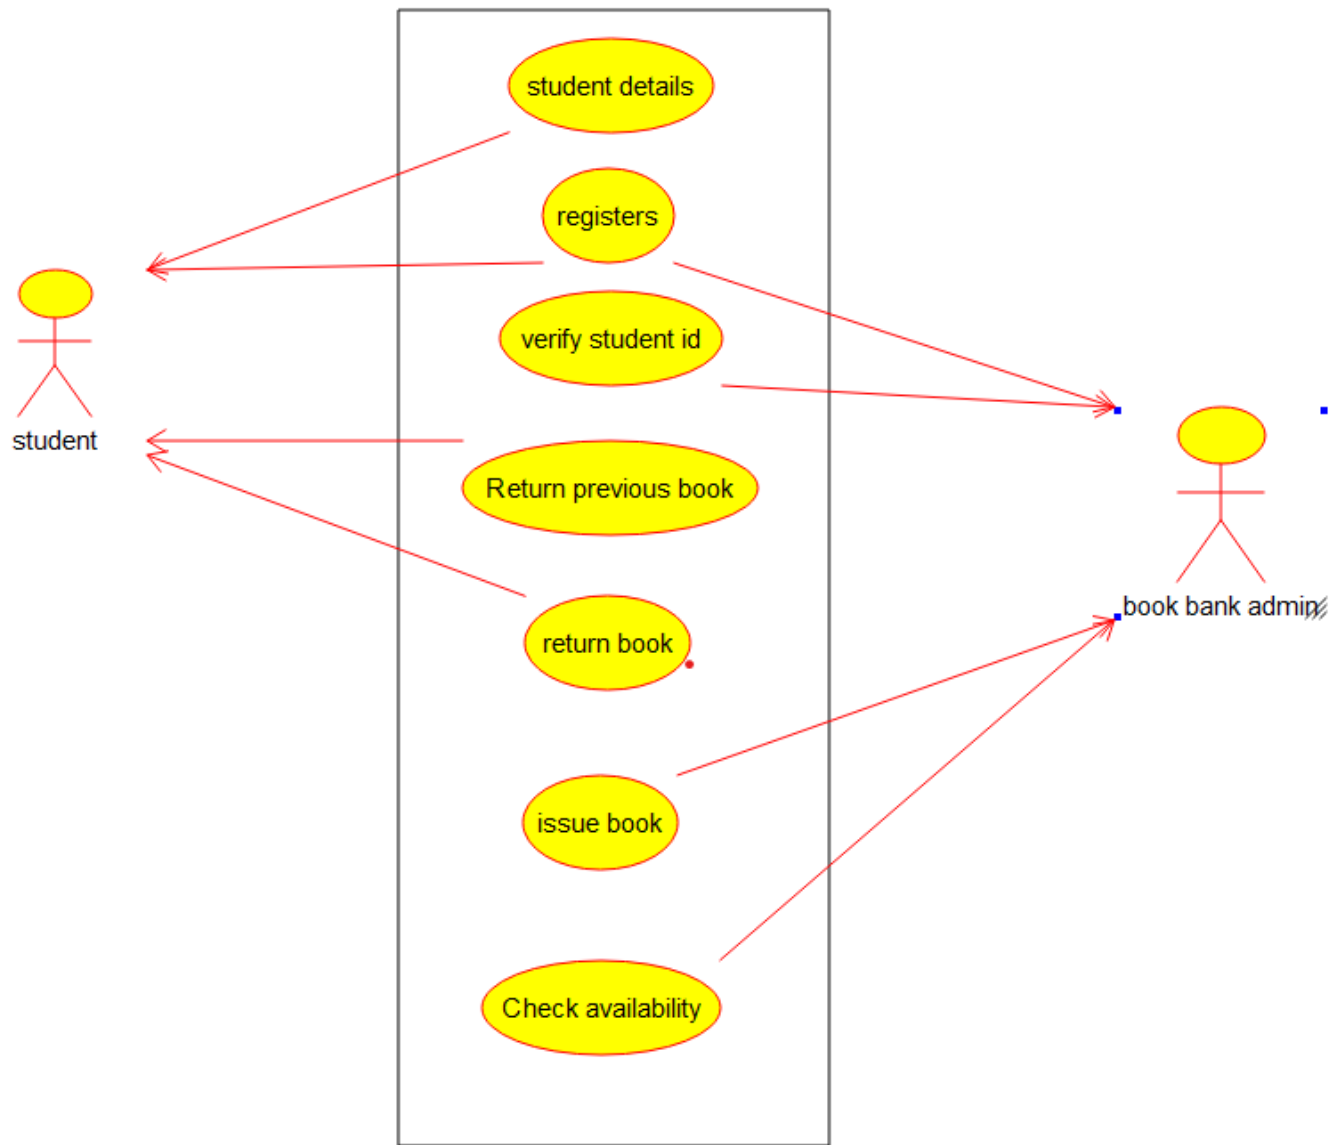 student details
registers
verify student id
student
Return previous book
book bank admin
return book
issue book
Check availability